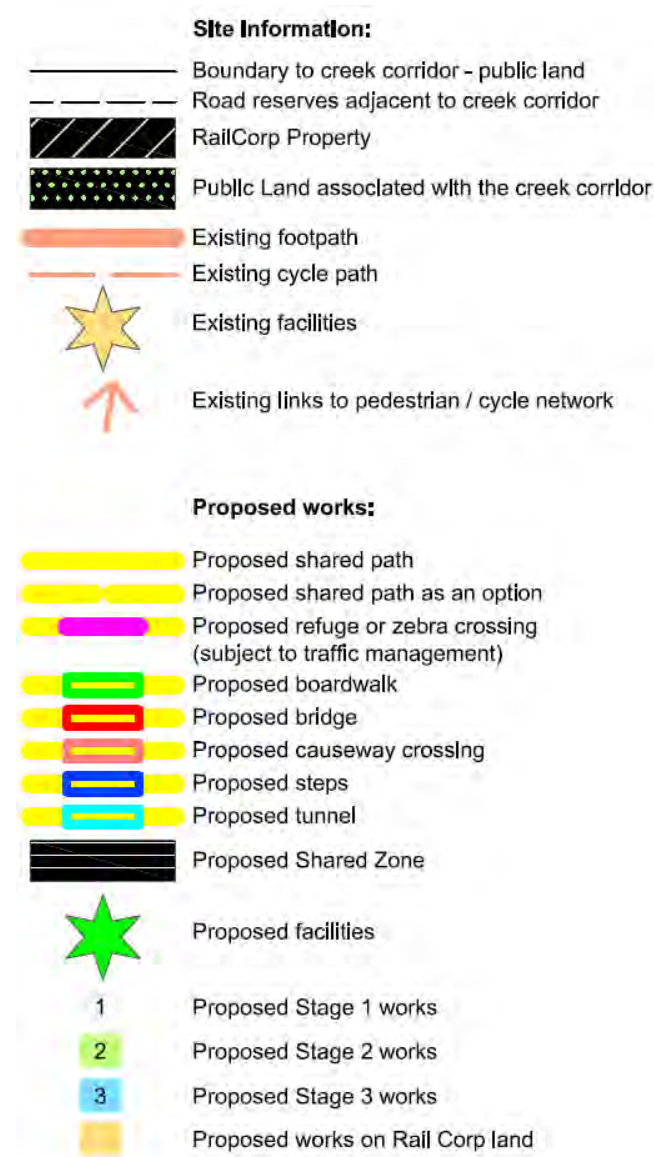 Site Information:
Boundary to creek corridor - public land
Road reserves adjacent to creek corridor
RailCorp Property
Public Land associated with the creek corridor
Existing footpath
Existing cycle path
Existing facilities
Existing links to pedestrian / cycle network
Proposed works:
Proposed shared path
Proposed shared path as an option
Proposed refuge or zebra crossing
(subject to traffic management)
Proposed boardwalk
Proposed bridge
Proposed causeway crossing
Proposed steps
Proposed tunnel
Proposed Shared Zone
Proposed facilities
1 Proposed Stage 1 works
2 Proposed Stage 2 works
3 Proposed Stage 3 works
Proposed works on Rail Corp land